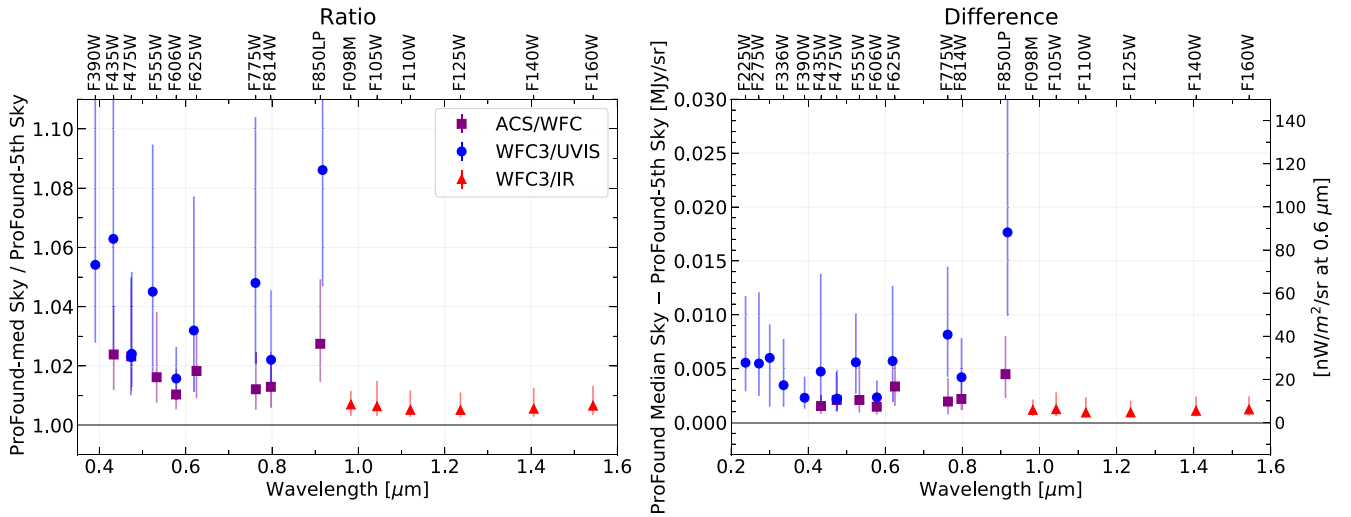 Ratio
F390W F435W F475W F555W F606W F625W F775W F814W F850LP F098M F105W F110W F125W F140W F160W
ProFound-med Sky / ProFound-5th Sky
1.10
1.08
1.06
1.04
1.02
1.00
ACS/WFC
WFC3/UVIS
WFC3/IR
0.4 0.6 0.8 1.0 1.2 1.4 1.6
Wavelength [μm]
Difference
F225W F275W F336W F390W F435W F475W F555W F606W F625W F775W F814W F850LP F098M F105W F110W F125W F140W F160W
ProFound Median Sky − ProFound-5th Sky [MJy/sr]
0.030
0.025
0.020
0.015
0.010
0.005
0.000
140
120
100
80
60
40
20
0
[nW/m²/sr at 0.6 μm]
0.2 0.4 0.6 0.8 1.0 1.2 1.4 1.6
Wavelength [μm]